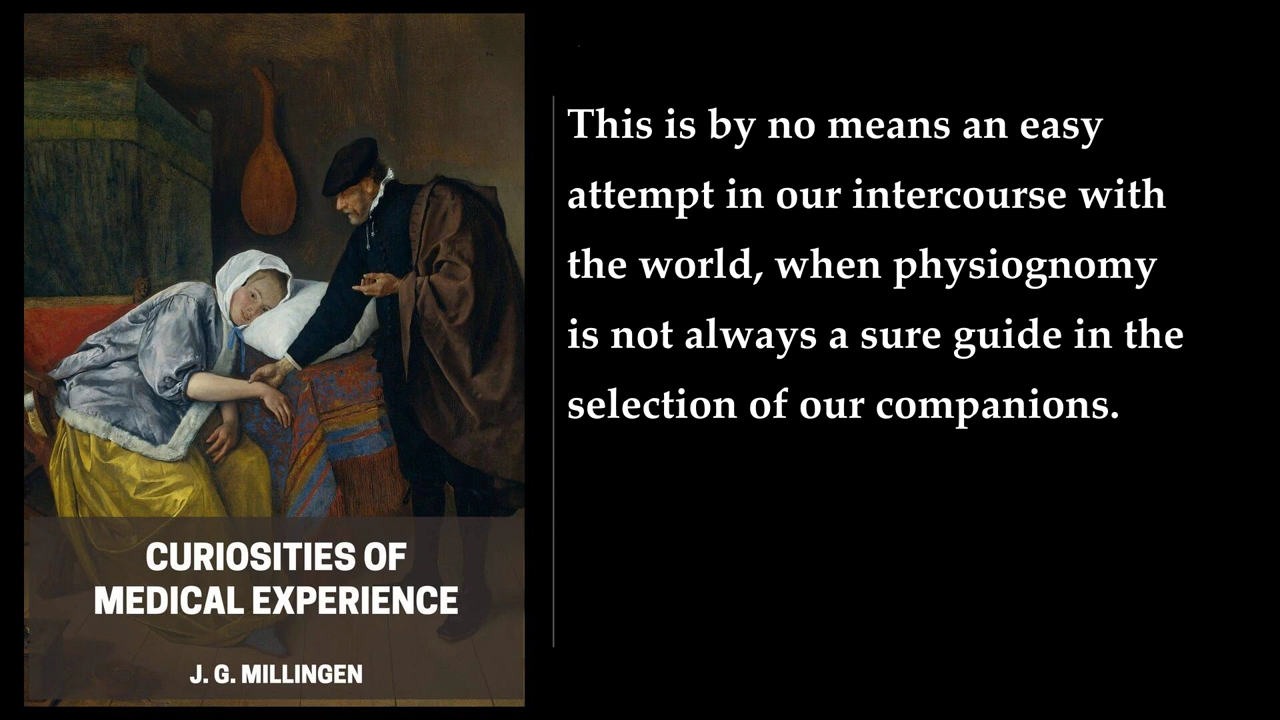 CURIOSITIES OF
MEDICAL EXPERIENCE
J. G. MILLINGEN
This is by no means an easy
attempt in our intercourse with
the world, when physiognomy
is not always a sure guide in the
selection of our companions.